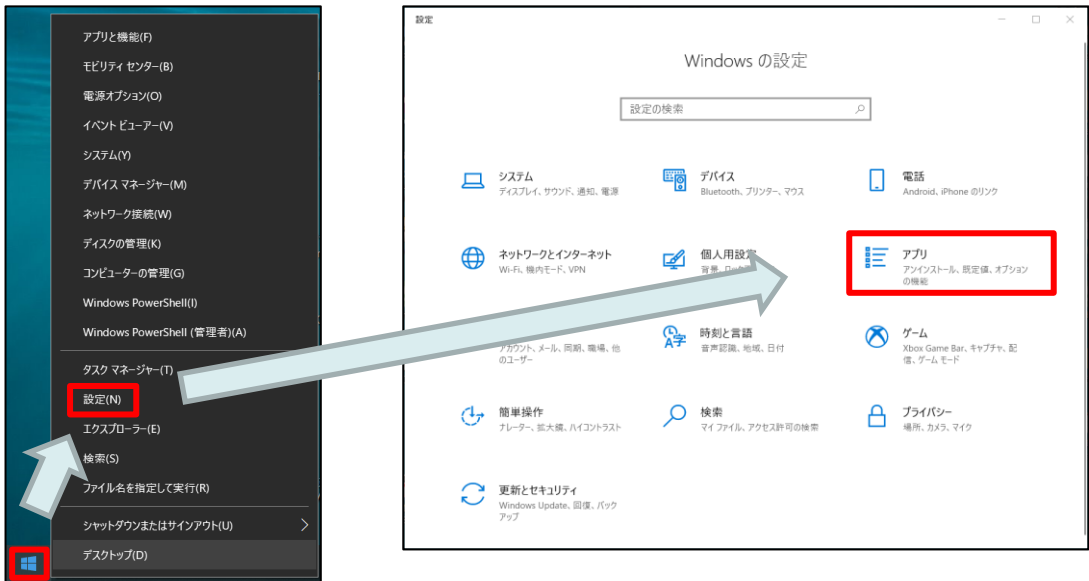 アプリと機能(F)
モビリティ センター(B)
電源オプション(O)
イベント ビューアー(V)
システム(Y)
デバイス マネージャー(M)
ネットワーク接続(W)
ディスクの管理(K)
コンピューターの管理(G)
Windows PowerShell(I)
Windows PowerShell (管理者)(A)
タスク マネージャー(T)
設定(N)
エクスプローラー(E)
検索(S)
ファイル名を指定して実行(R)
シャットダウンまたはサインアウト(U)
デスクトップ(D)
設定
Windows の設定
設定の検索
システム
ディスプレイ、サウンド、通知、電源
デバイス
Bluetooth、プリンター、マウス
電話
Android、iPhone のリンク
ネットワークとインターネット
Wi-Fi、機内モード、VPN
個人用設定
背景、
アプリ
アンインストール、既定値、オプション
の機能
アカウント、メール、同期、職場、他
のユーザー
時刻と言語
音声認識、地域、日付
ゲーム
Xbox Game Bar、キャプチャ、配
信、ゲーム モード
簡単操作
ナレーター、拡大鏡、ハイコントラスト
検索
マイ ファイル、アクセス許可の検索
プライバシー
場所、カメラ、マイク
更新とセキュリティ
Windows Update、回復、バック
アップ